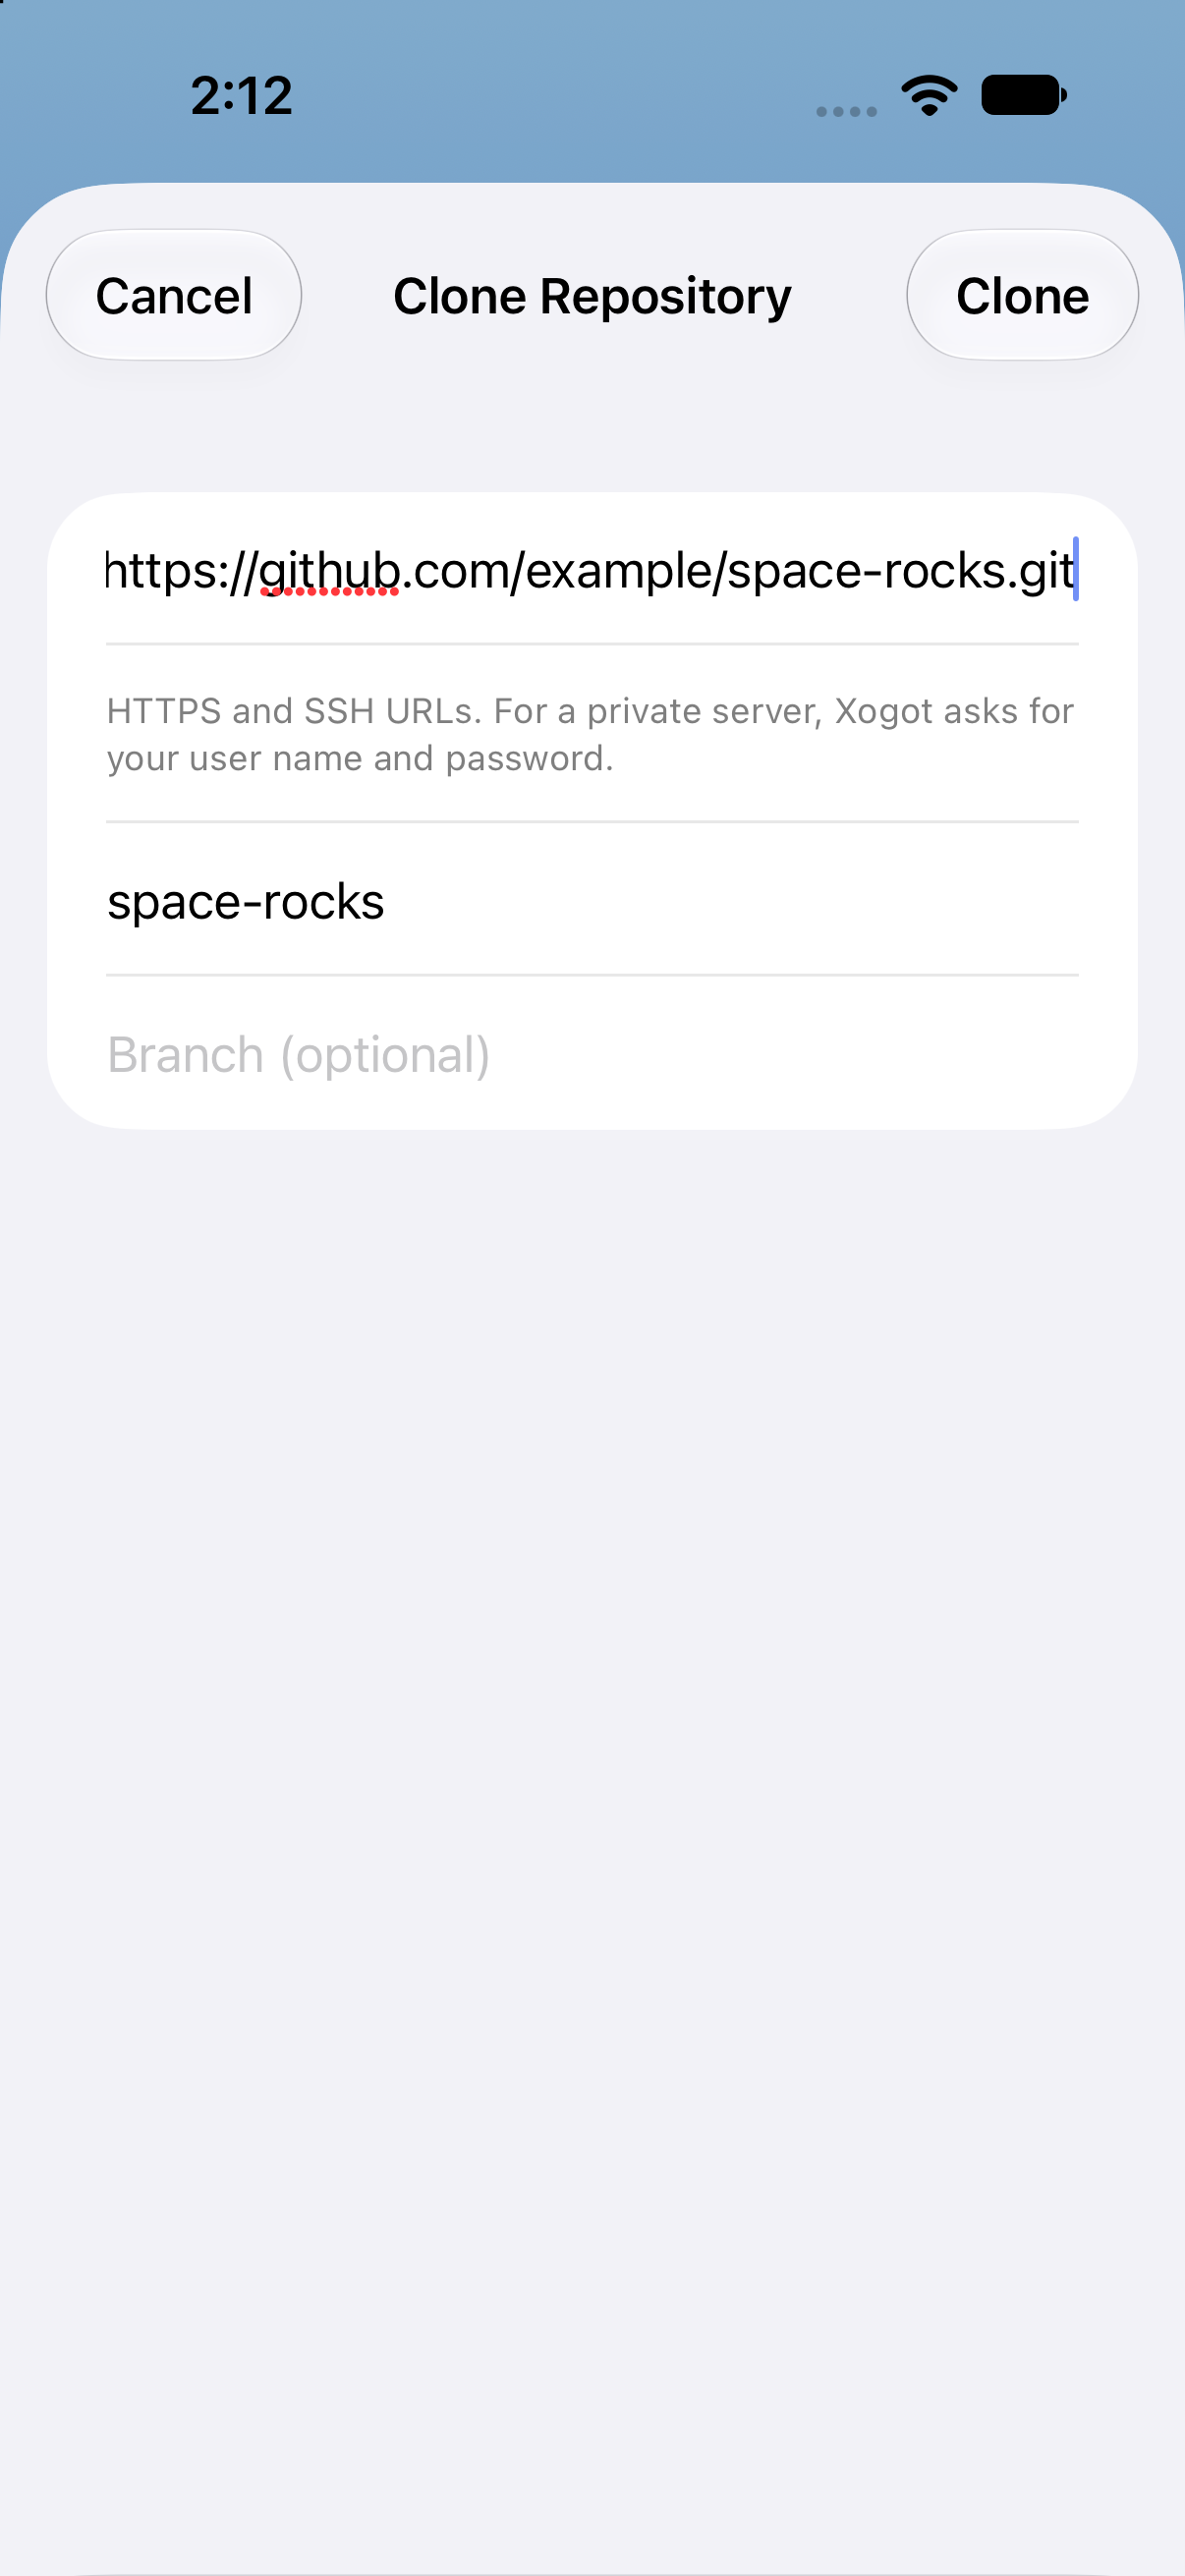 2:12
Cancel
Clone Repository
Clone
https://github.com/example/space-rocks.git
HTTPS and SSH URLs. For a private server, Xogot asks for
your user name and password.
space-rocks
Branch (optional)